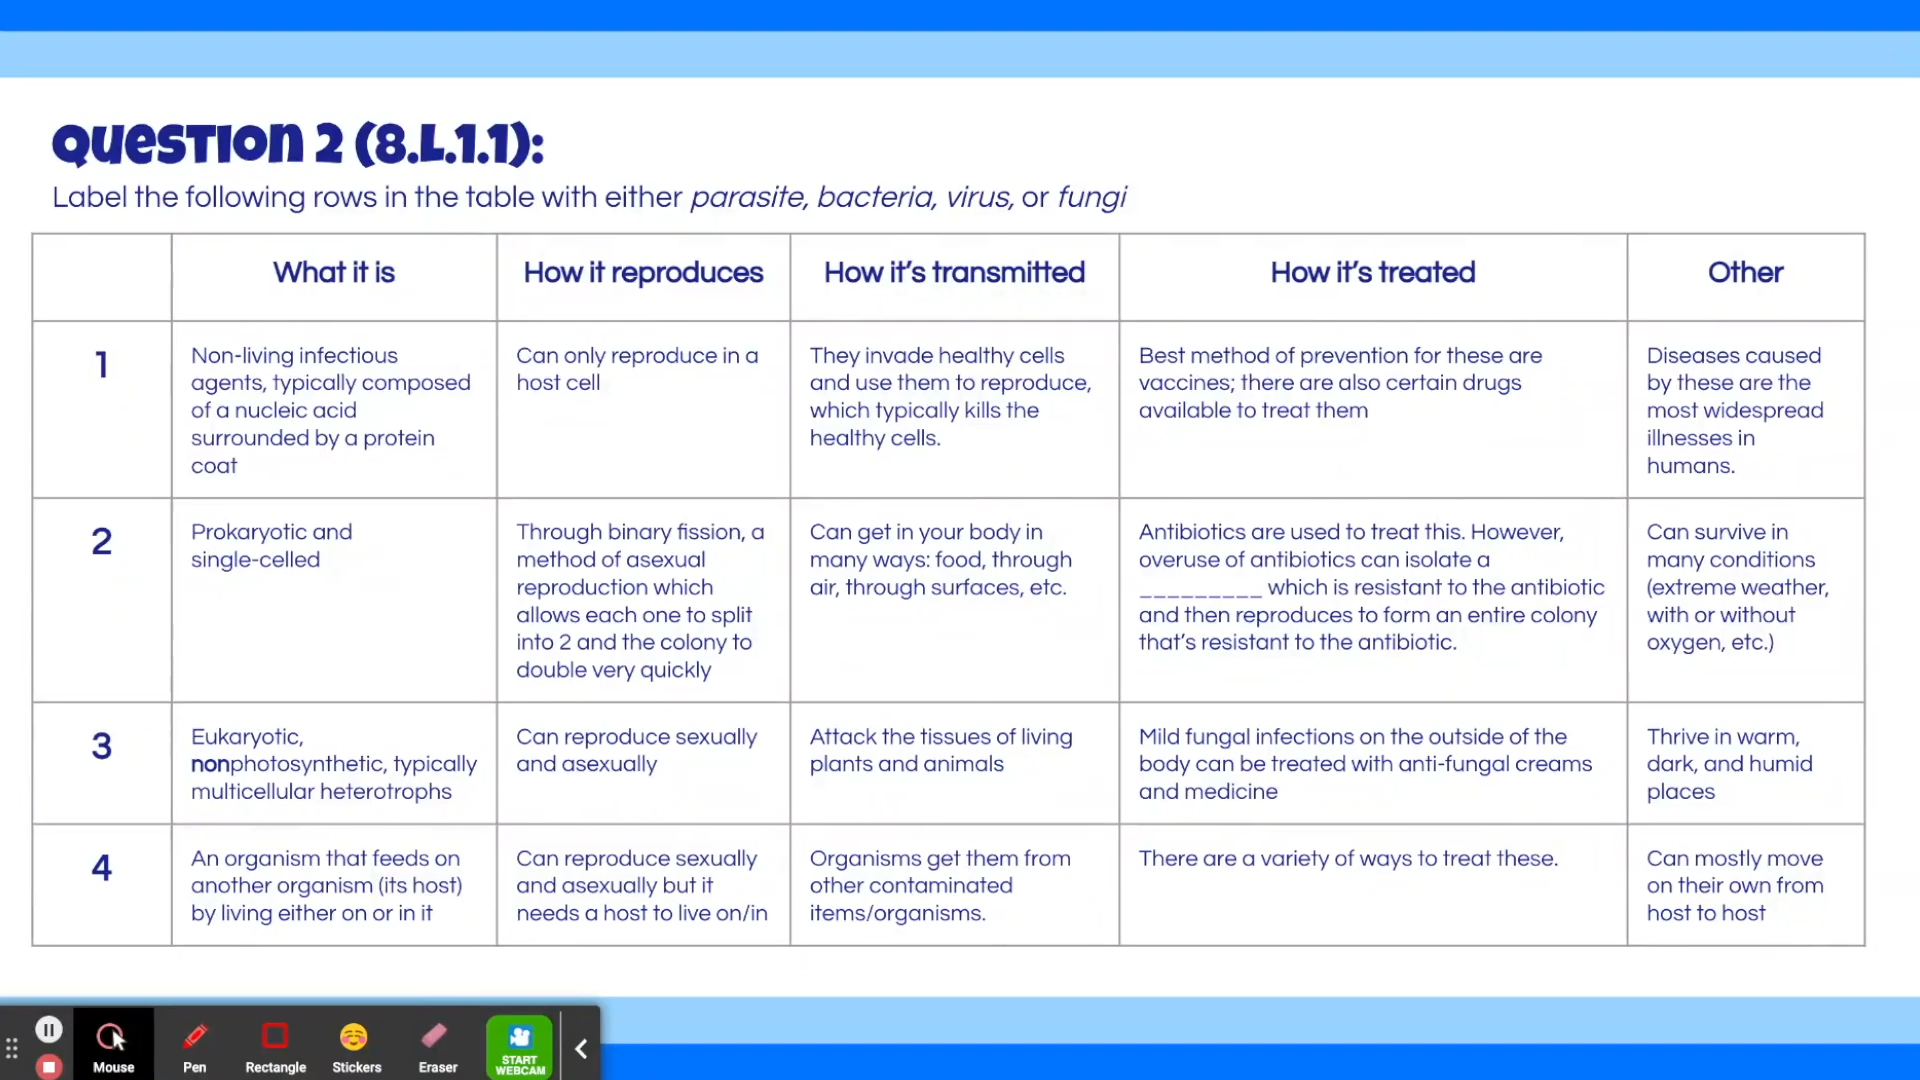 Question 2 (8.L.1.1):
Label the following rows in the table with either parasite, bacteria, virus, or fungi
What it is
How it reproduces
How it's transmitted
How it's treated
Other
1
Non-living infectious
agents, typically composed
of a nucleic acid
surrounded by a protein
coat
Can only reproduce in a
host cell
They invade healthy cells
and use them to reproduce,
which typically kills the
healthy cells.
Best method of prevention for these are
vaccines; there are also certain drugs
available to treat them
Diseases caused
by these are the
most widespread
illnesses in
humans.
2
Prokaryotic and
single-celled
Through binary fission, a
method of asexual
reproduction which
allows each one to split
into 2 and the colony to
double very quickly
Can get in your body in
many ways: food, through
air, through surfaces, etc.
Antibiotics are used to treat this. However,
overuse of antibiotics can isolate a
_________ which is resistant to the antibiotic
and then reproduces to form an entire colony
that's resistant to the antibiotic.
Can survive in
many conditions
(extreme weather,
with or without
oxygen, etc.)
3
Eukaryotic,
nonphotosynthetic, typically
multicellular heterotrophs
Can reproduce sexually
and asexually
Attack the tissues of living
plants and animals
Mild fungal infections on the outside of the
body can be treated with anti-fungal creams
and medicine
Thrive in warm,
dark, and humid
places
4
An organism that feeds on
another organism (its host)
by living either on or in it
Can reproduce sexually
and asexually but it
needs a host to live on/in
Organisms get them from
other contaminated
items/organisms.
There are a variety of ways to treat these.
Can mostly move
on their own from
host to host
Mouse
Pen
Rectangle
Stickers
Eraser
START
WEBCAM